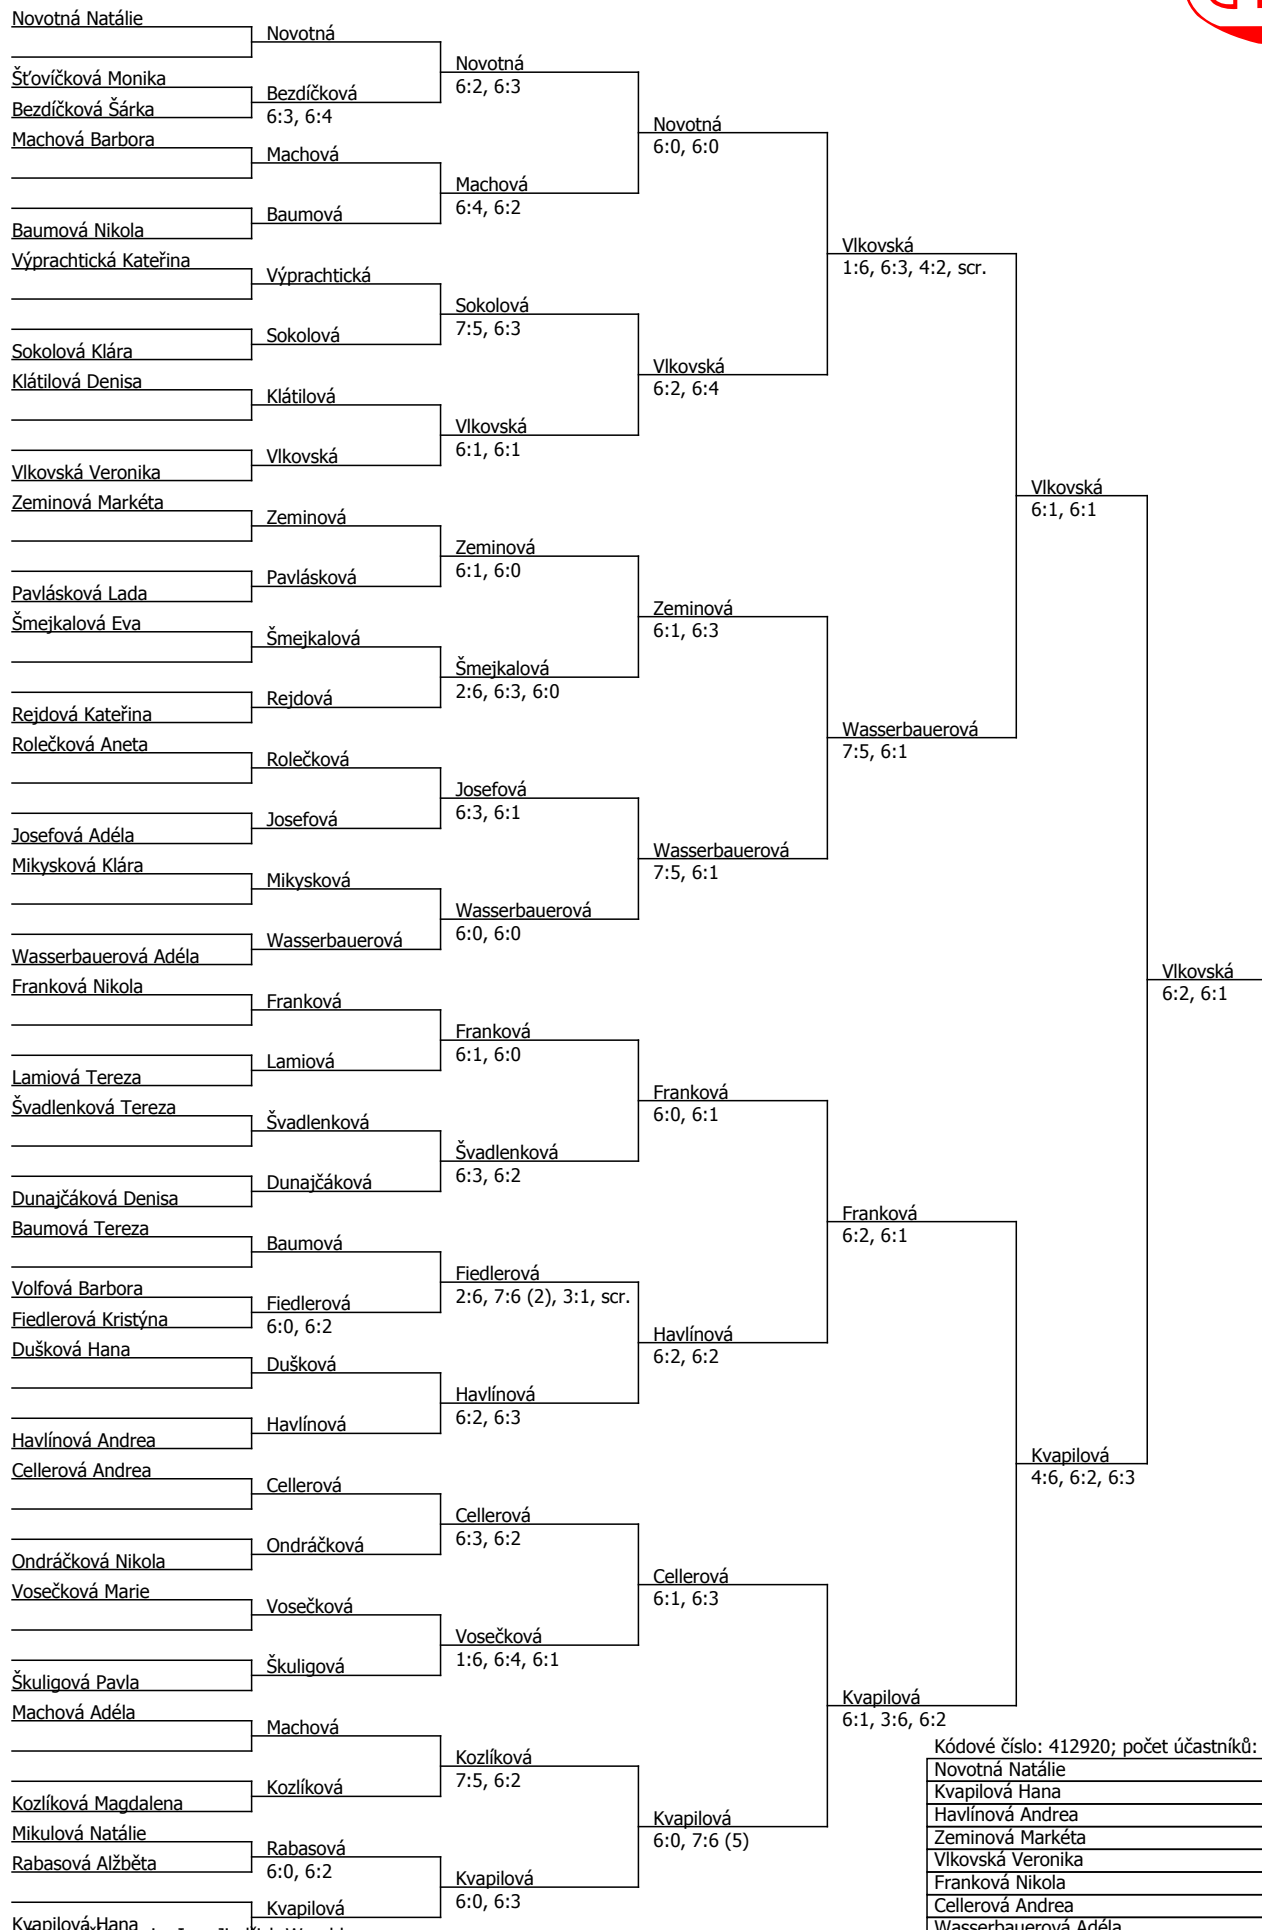 Novotná Natálie
Šťovíčková Monika
Bezdíčková Šárka
Machová Barbora
Baumová Nikola
Výprachtická Kateřina
Sokolová Klára
Klátilová Denisa
Vlkovská Veronika
Zeminová Markéta
Pavlásková Lada
Šmejkalová Eva
Rejdová Kateřina
Rolečková Aneta
Josefová Adéla
Mikysková Klára
Wasserbauerová Adéla
Franková Nikola
Lamiová Tereza
Švadlenková Tereza
Dunajčáková Denisa
Baumová Tereza
Volfová Barbora
Fiedlerová Kristýna
Dušková Hana
Havlínová Andrea
Cellerová Andrea
Ondráčková Nikola
Vosečková Marie
Škuligová Pavla
Machová Adéla
Kozlíková Magdalena
Mikulová Natálie
Rabasová Alžběta
Kvapilová Hana
Novotná
Bezdíčková
6:3, 6:4
Machová
Baumová
Výprachtická
Sokolová
Klátilová
Vlkovská
Zeminová
Pavlásková
Šmejkalová
Rejdová
Rolečková
Josefová
Mikysková
Wasserbauerová
Franková
Lamiová
Švadlenková
Dunajčáková
Baumová
Fiedlerová
6:0, 6:2
Dušková
Havlínová
Cellerová
Ondráčková
Vosečková
Škuligová
Machová
Kozlíková
Rabasová
6:0, 6:2
Kvapilová
Novotná
6:2, 6:3
Machová
6:4, 6:2
Sokolová
7:5, 6:3
Vlkovská
6:1, 6:1
Zeminová
6:1, 6:0
Šmejkalová
2:6, 6:3, 6:0
Josefová
6:3, 6:1
Wasserbauerová
6:0, 6:0
Franková
6:1, 6:0
Švadlenková
6:3, 6:2
Fiedlerová
2:6, 7:6 (2), 3:1, scr.
Havlínová
6:2, 6:3
Cellerová
6:3, 6:2
Vosečková
1:6, 6:4, 6:1
Kozlíková
7:5, 6:2
Kvapilová
6:0, 6:3
Novotná
6:0, 6:0
Vlkovská
6:2, 6:4
Zeminová
6:1, 6:3
Wasserbauerová
7:5, 6:1
Franková
6:0, 6:1
Havlínová
6:2, 6:2
Cellerová
6:1, 6:3
Kvapilová
6:0, 7:6 (5)
Vlkovská
1:6, 6:3, 4:2, scr.
Wasserbauerová
7:5, 6:1
Franková
6:2, 6:1
Kvapilová
6:1, 3:6, 6:2
Vlkovská
6:1, 6:1
Kvapilová
4:6, 6:2, 6:3
Vlkovská
6:2, 6:1
Kódové číslo: 412920; počet účastníků:
Novotná Natálie
Kvapilová Hana
Havlínová Andrea
Zeminová Markéta
Vlkovská Veronika
Franková Nikola
Cellerová Andrea
Wasserbauerová Adéla